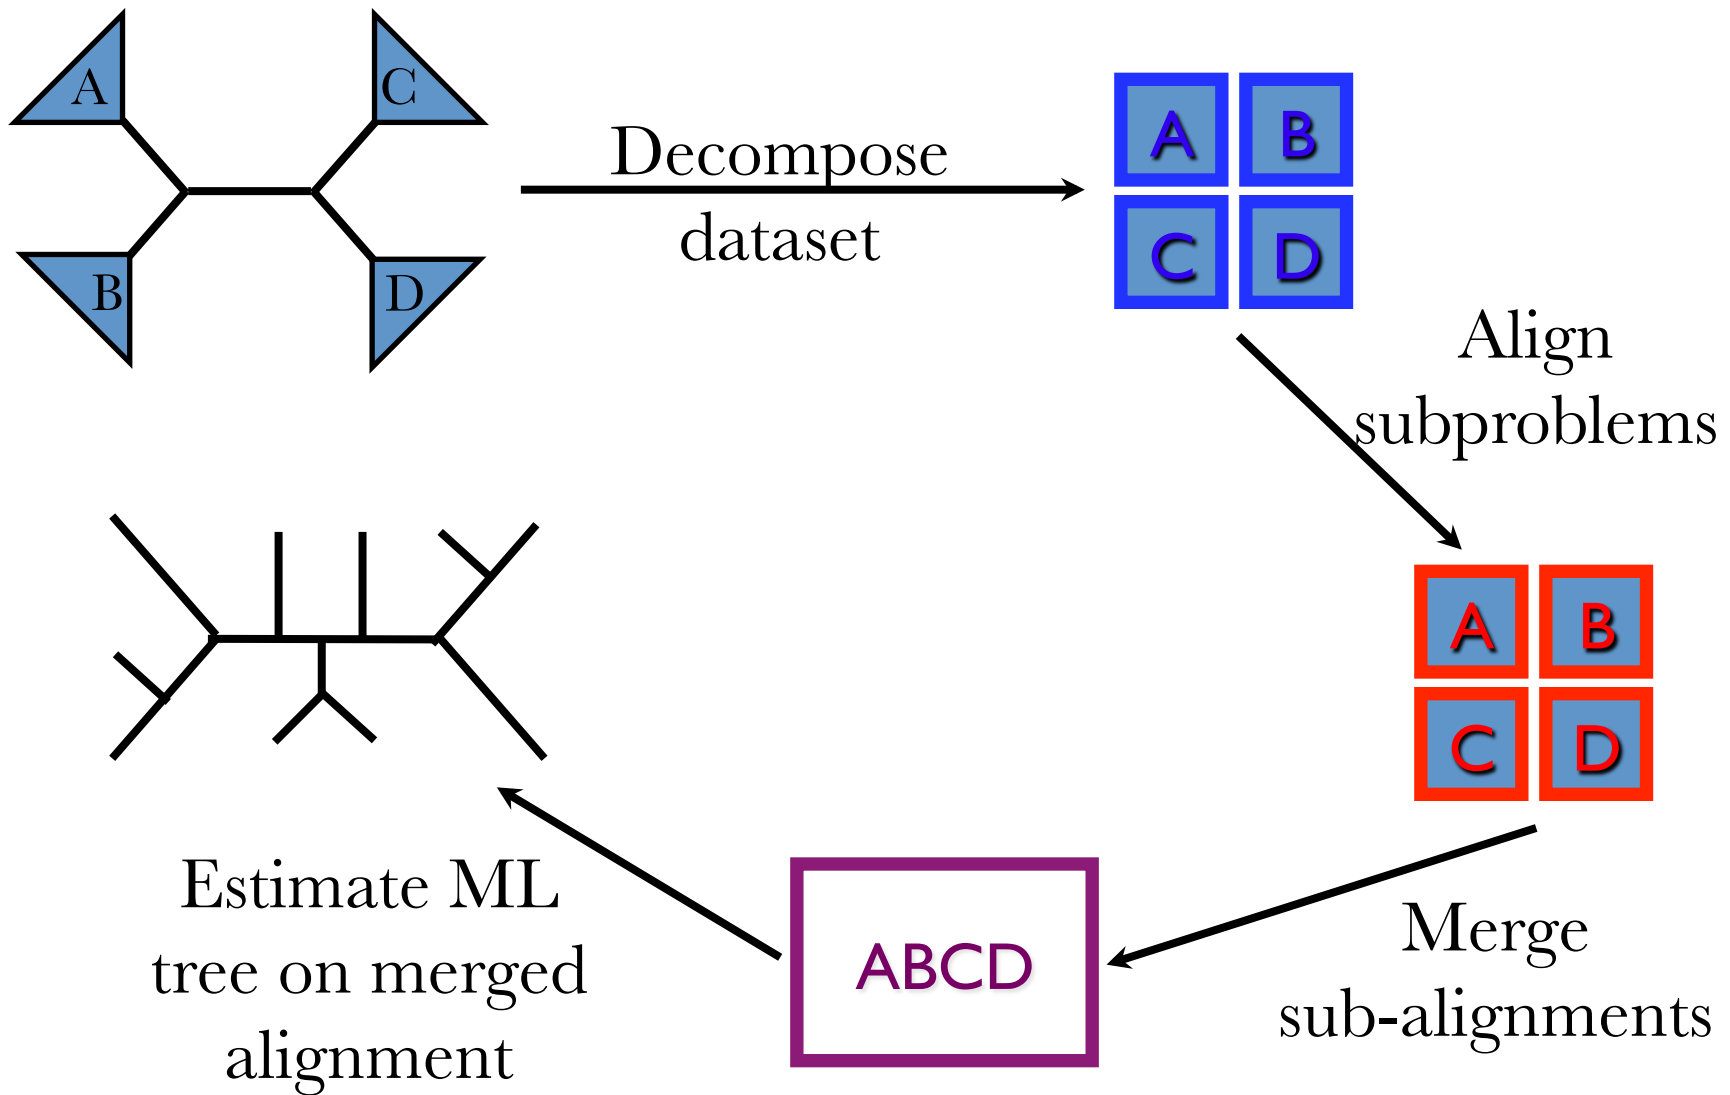 A
C
B
D
Decompose
dataset
A
B
C
D
Align
subproblems
A
B
C
D
Merge
sub-alignments
ABCD
Estimate ML
tree on merged
alignment